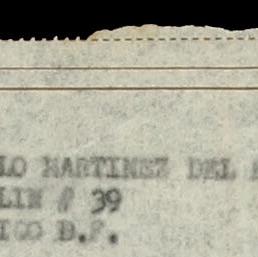 LO MARTINEZ DEL
LIN # 39
ICO D.F.